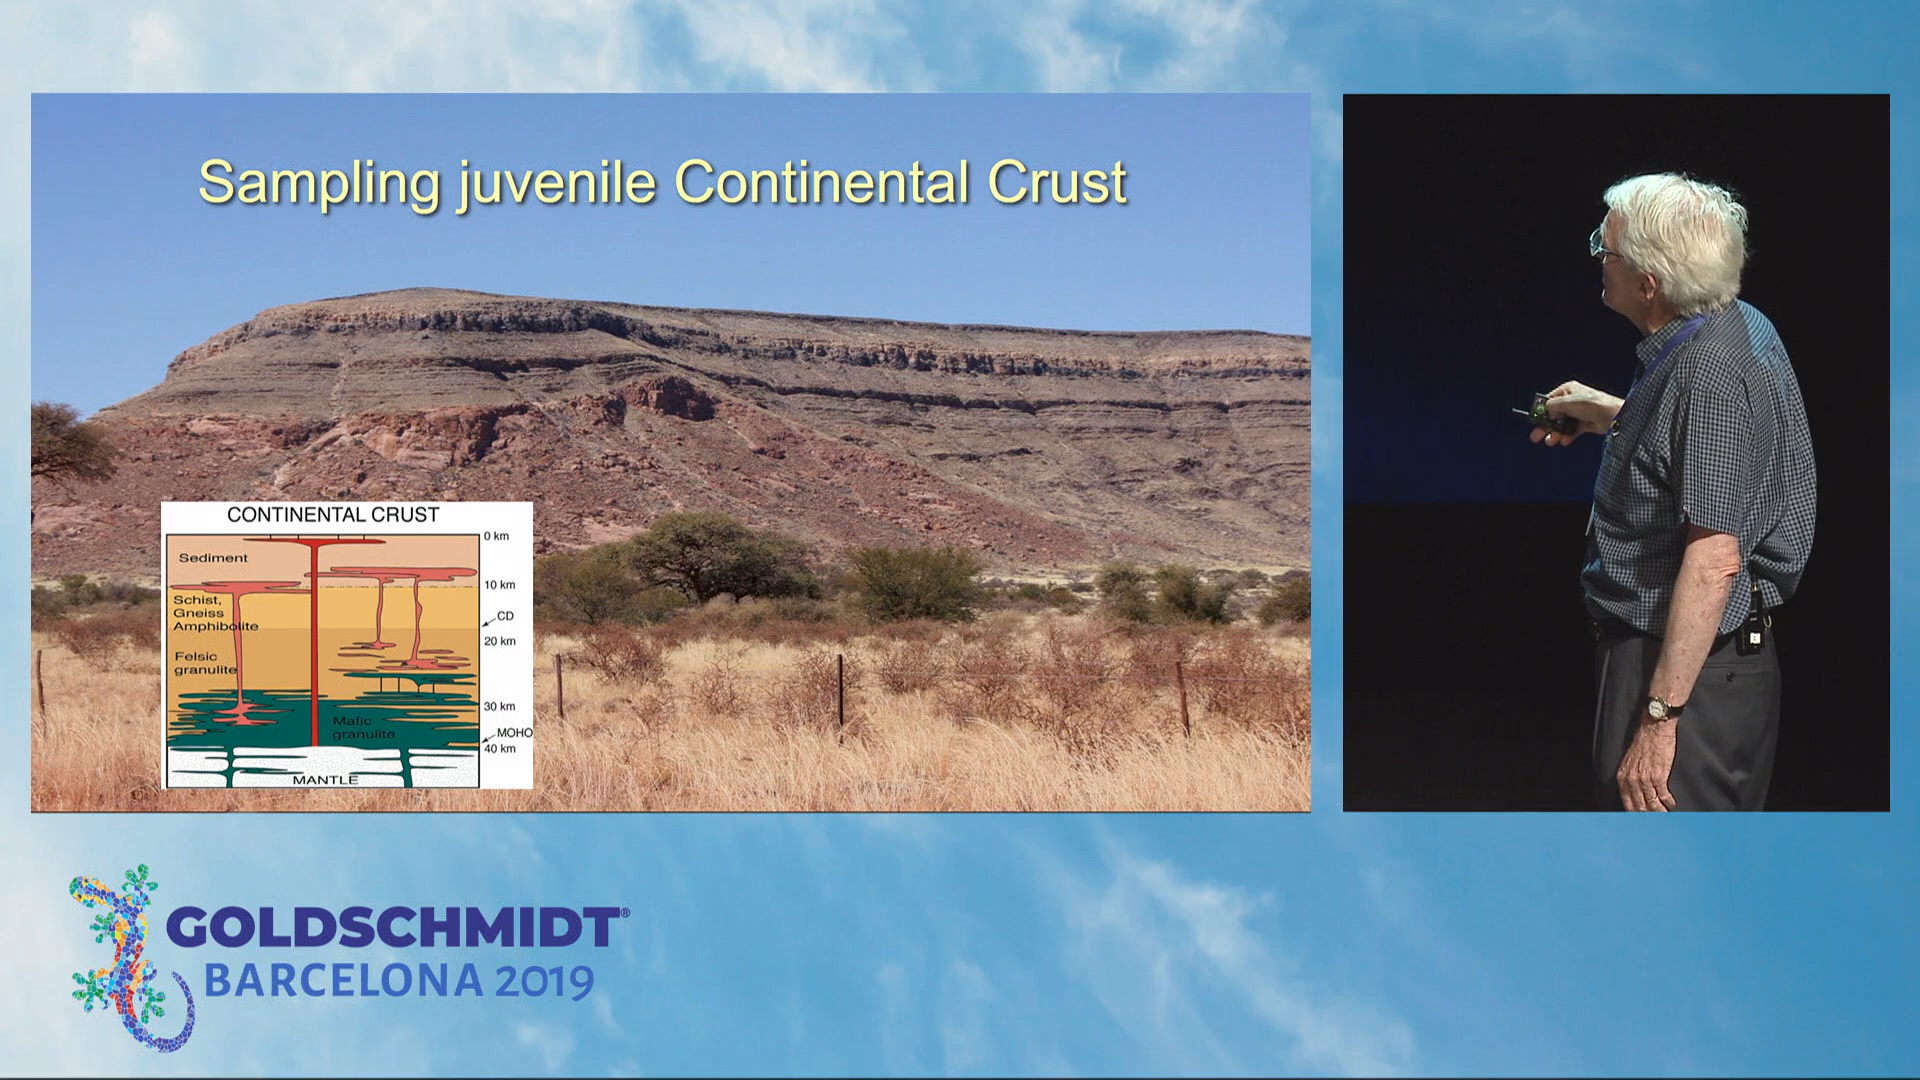 Sampling juvenile Continental Crust
CONTINENTAL CRUST
0 km
Sediment
10 km
Schist,
Gneiss
Amphibolite
CD
20 km
Felsic
granulite
30 km
Mafic
granulite
MOHO
40 km
MANTLE
GOLDSCHMIDT®
BARCELONA 2019